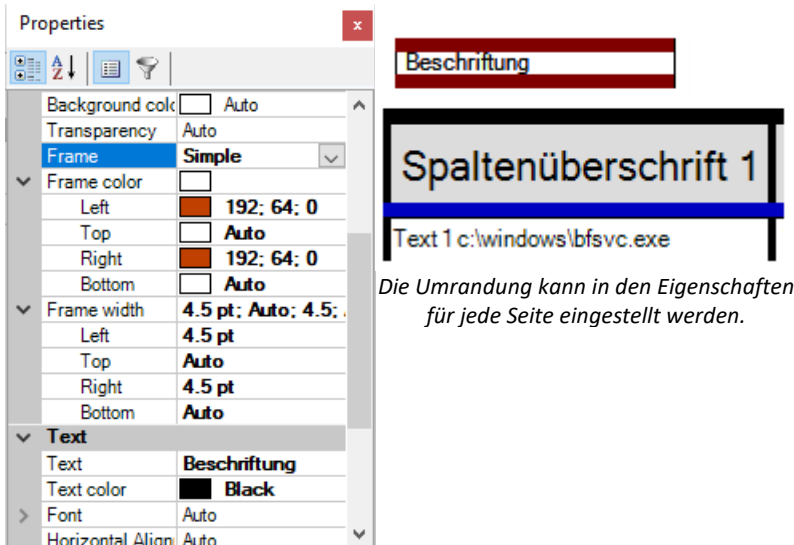 Properties
Background colo Auto
Transparency Auto
Frame Simple
Frame color
Left 192; 64; 0
Top Auto
Right 192; 64; 0
Bottom Auto
Frame width 4.5 pt; Auto; 4.5; .
Left 4.5 pt
Top Auto
Right 4.5 pt
Bottom Auto
Text
Text Beschriftung
Text color Black
Font Auto
Horizontal Align Auto
Beschriftung
Spaltenüberschrift 1
Text 1 c:\windows\bfsvc.exe
Die Umrandung kann in den Eigenschaften
für jede Seite eingestellt werden.